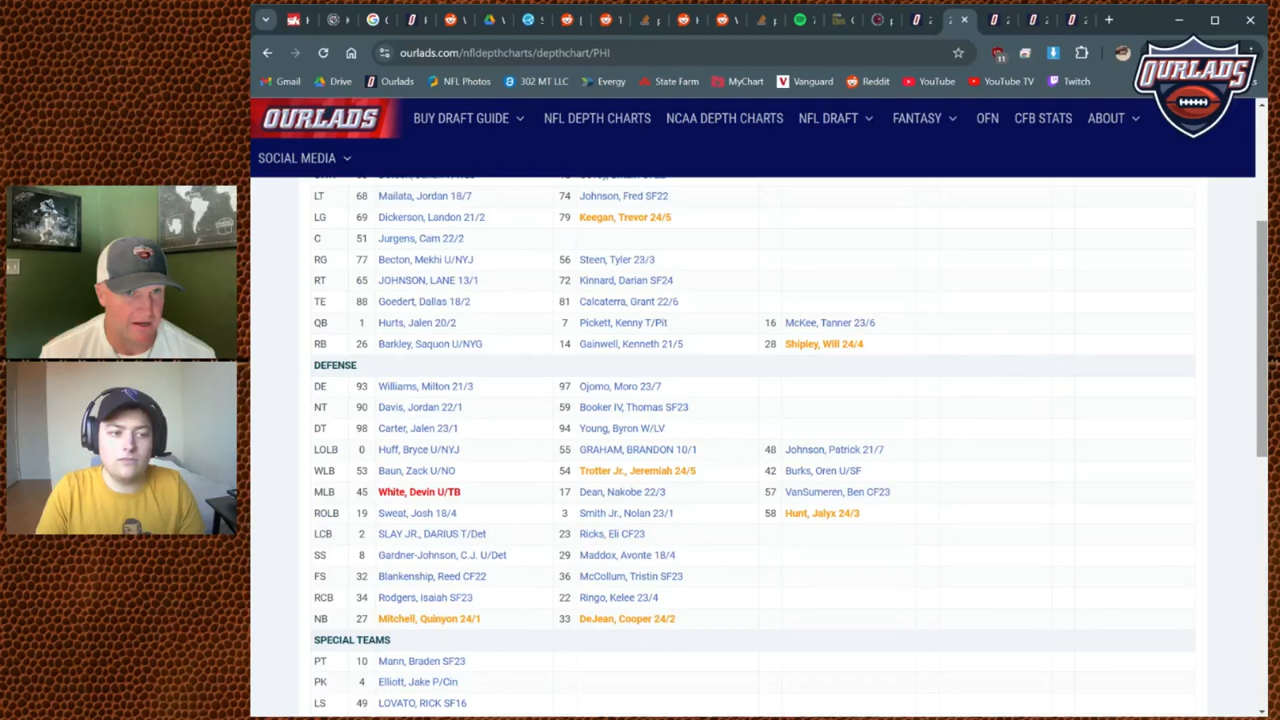 ourlads.com/nfldepthcharts/depthchart/PHI
11
Gmail Drive Ourlads NFL Photos 302 MT LLC Evergy State Farm MyChart Vanguard Reddit YouTube YouTube TV Twitch
OURLADS
OURLADS BUY DRAFT GUIDE NFL DEPTH CHARTS NCAA DEPTH CHARTS NFL DRAFT FANTASY OFN CFB STATS ABOUT
SOCIAL MEDIA
LT 68 Mailata, Jordan 18/7 74 Johnson, Fred SF22
LG 69 Dickerson, Landon 21/2 79 Keegan, Trevor 24/5
C 51 Jurgens, Cam 22/2
RG 77 Becton, Mekhi U/NYJ 56 Steen, Tyler 23/3
RT 65 JOHNSON, LANE 13/1 72 Kinnard, Darian SF24
TE 88 Goedert, Dallas 18/2 81 Calcaterra, Grant 22/6
QB 1 Hurts, Jalen 20/2 7 Pickett, Kenny T/Pit 16 McKee, Tanner 23/6
RB 26 Barkley, Saquon U/NYG 14 Gainwell, Kenneth 21/5 28 Shipley, Will 24/4
DEFENSE
DE 93 Williams, Milton 21/3 97 Ojomo, Moro 23/7
NT 90 Davis, Jordan 22/1 59 Booker IV, Thomas SF23
DT 98 Carter, Jalen 23/1 94 Young, Byron W/LV
LOLB 0 Huff, Bryce U/NYJ 55 GRAHAM, BRANDON 10/1 48 Johnson, Patrick 21/7
WLB 53 Baun, Zack U/NO 54 Trotter Jr., Jeremiah 24/5 42 Burks, Oren U/SF
MLB 45 White, Devin U/TB 17 Dean, Nakobe 22/3 57 VanSumeren, Ben CF23
ROLB 19 Sweat, Josh 18/4 3 Smith Jr., Nolan 23/1 58 Hunt, Jalyx 24/3
LCB 2 SLAY JR., DARIUS T/Det 23 Ricks, Eli CF23
SS 8 Gardner-Johnson, C.J. U/Det 29 Maddox, Avonte 18/4
FS 32 Blankenship, Reed CF22 36 McCollum, Tristin SF23
RCB 34 Rodgers, Isaiah SF23 22 Ringo, Kelee 23/4
NB 27 Mitchell, Quinyon 24/1 33 DeJean, Cooper 24/2
SPECIAL TEAMS
PT 10 Mann, Braden SF23
PK 4 Elliott, Jake P/Cin
LS 49 LOVATO, RICK SF16